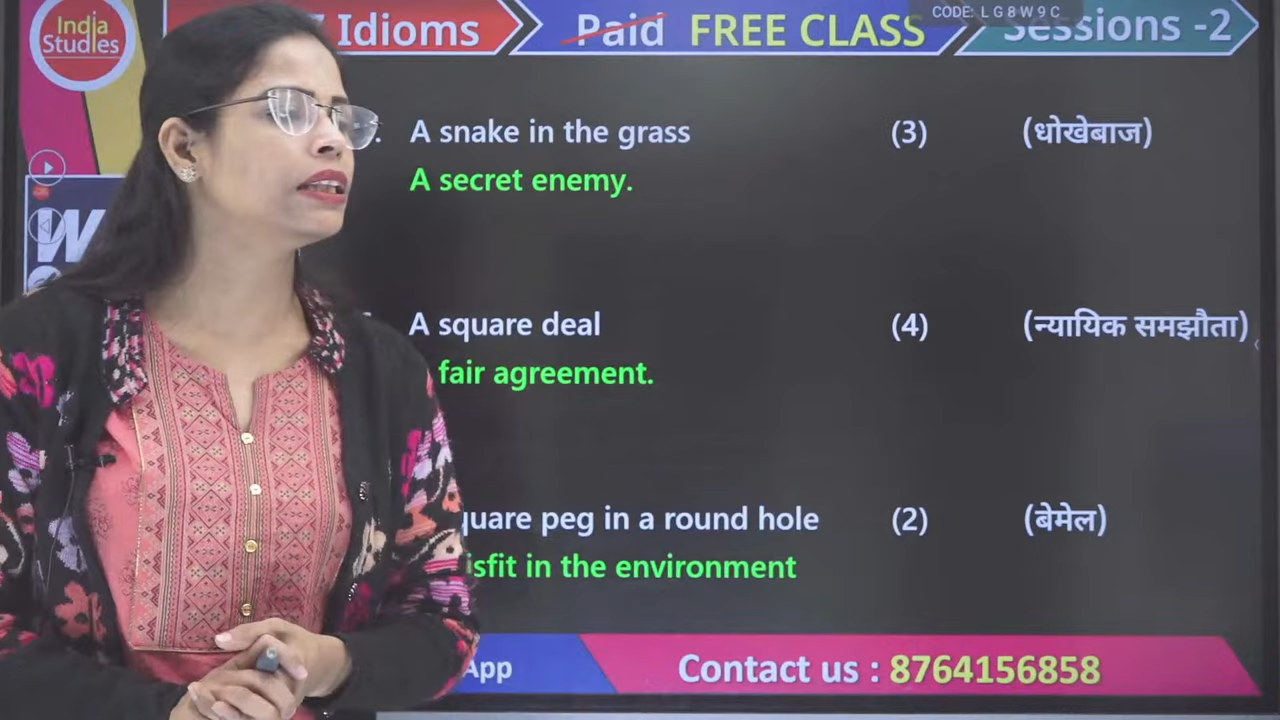 India
Studies
Idioms
Paid FREE CLASS
CODE: L G 8 W 9 C
Sessions -2
A snake in the grass (3) (धोखेबाज)
A secret enemy.
A square deal (4) (न्यायिक समझौता)
fair agreement.
quare peg in a round hole (2) (बेमेल)
isfit in the environment
App
Contact us : 8764156858